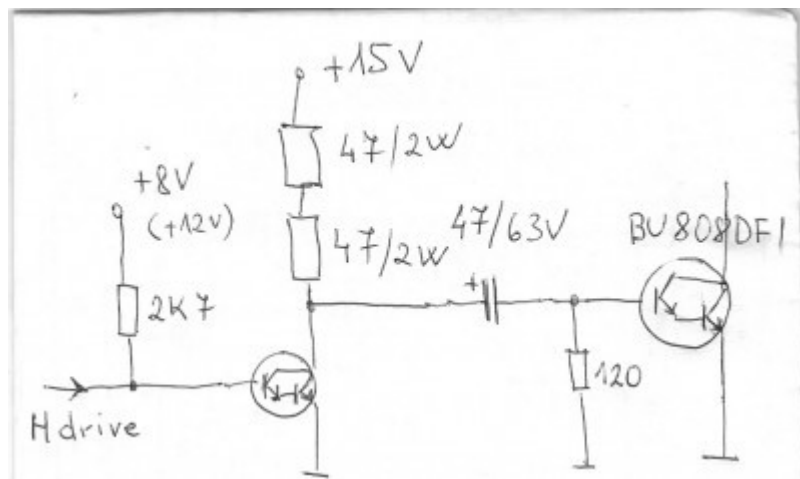 +15V
47/2W
+8V
(+12V)
47/2W
47/63V
BU808DFI
2K7
120
H drive
+